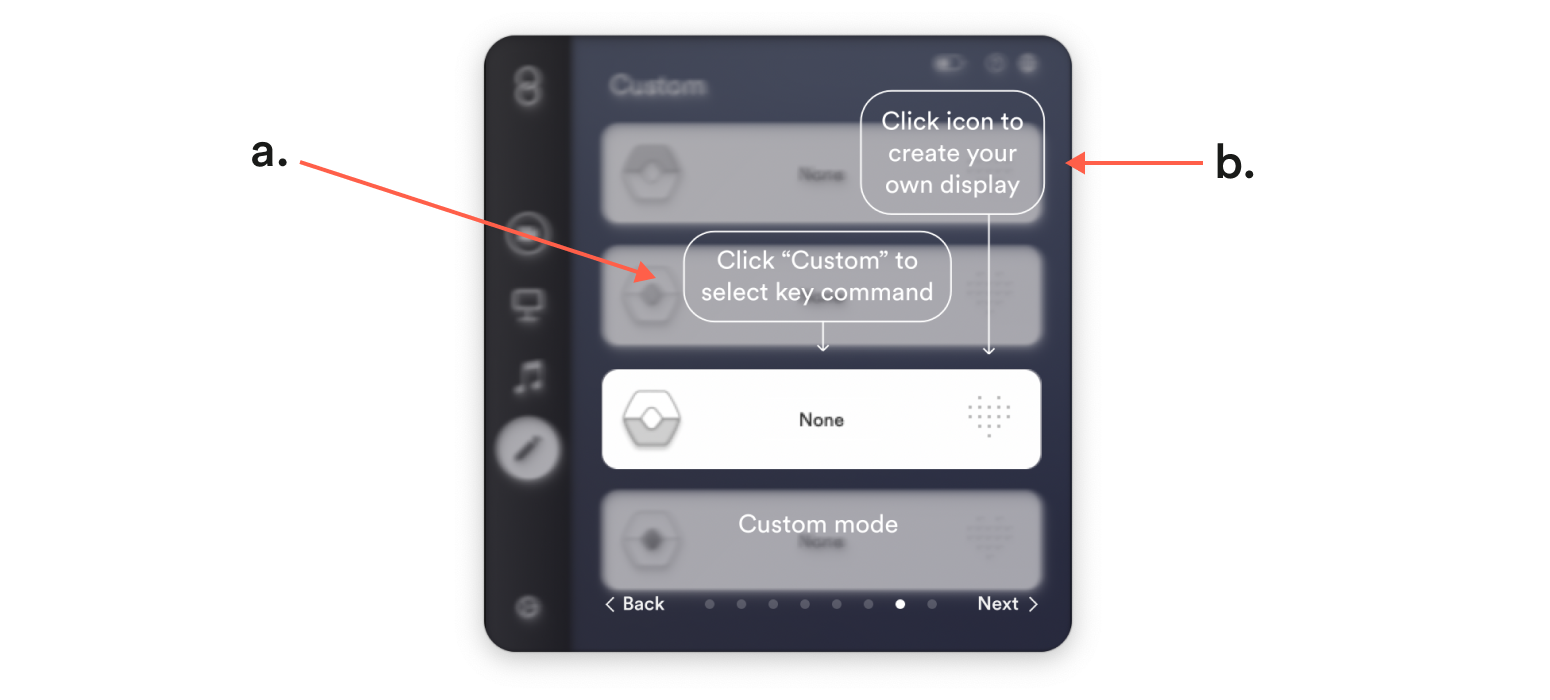 Custom
Click icon to
create your
own display
a.
b.
None
Click “Custom” to
select key command
None
None
Custom mode
None
Back
Next